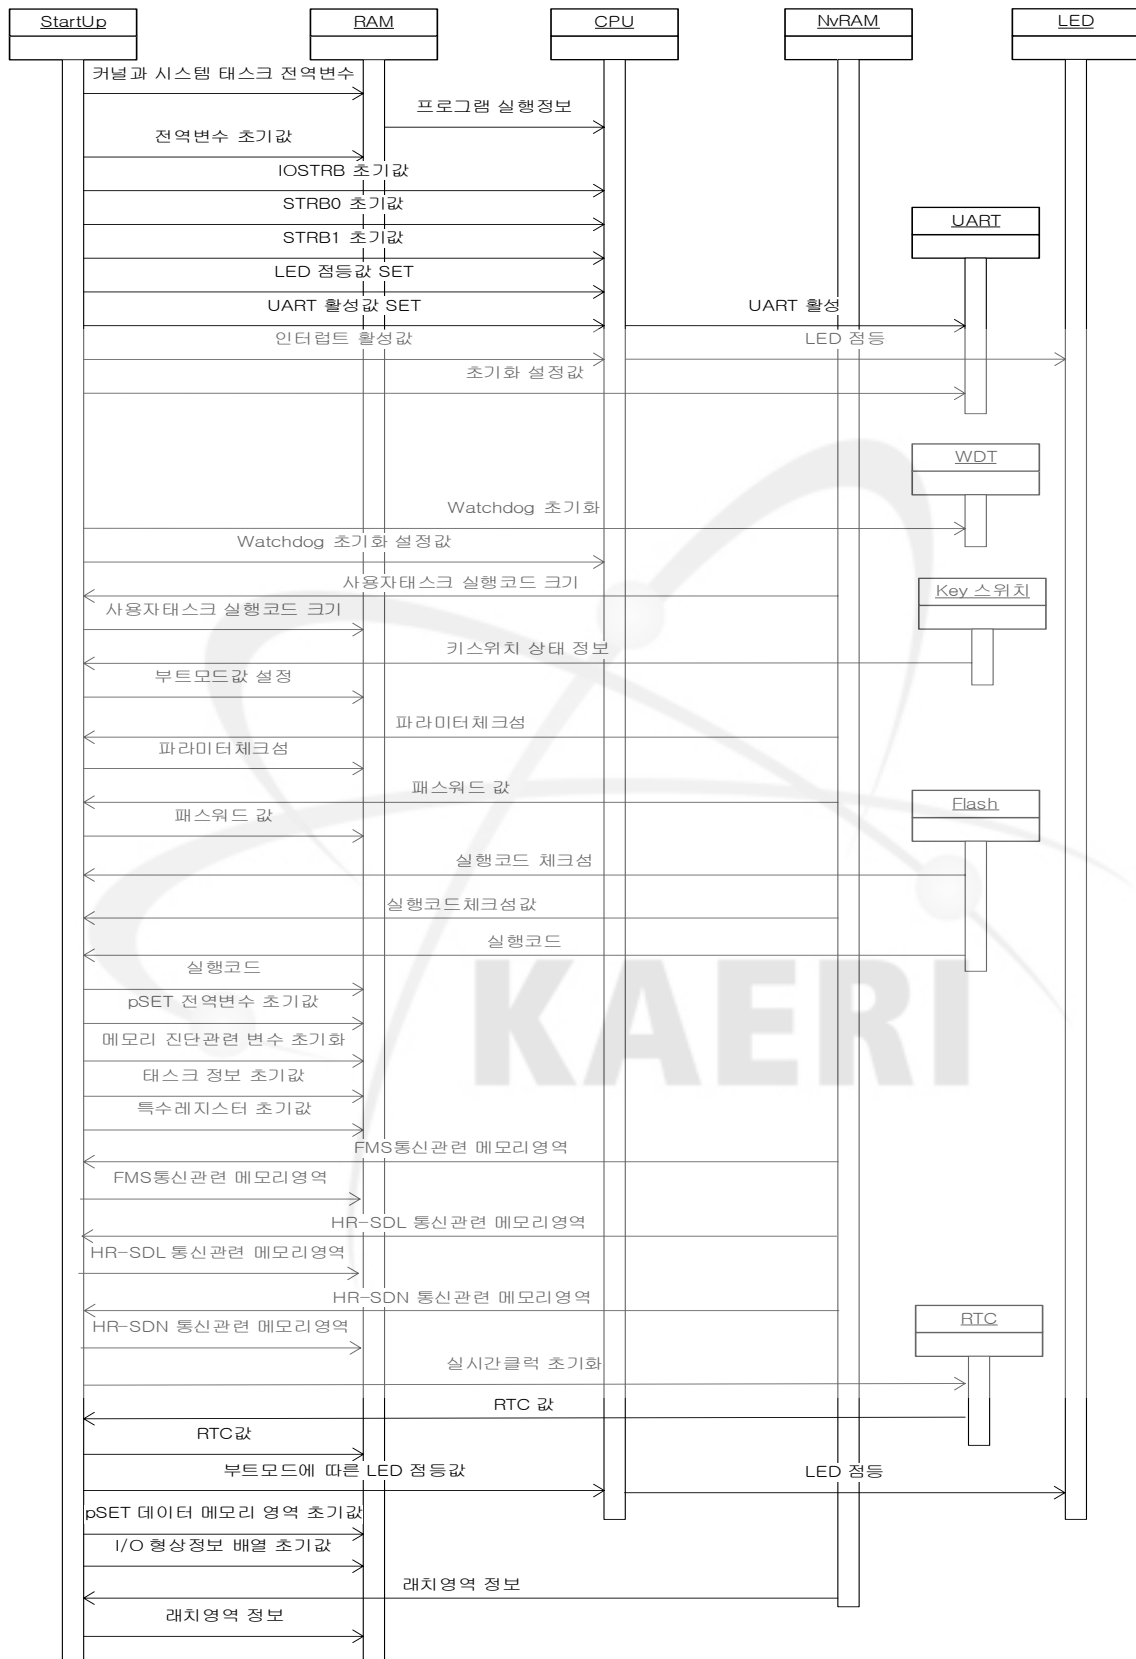 StartUp
RAM
CPU
NvRAM
LED
커널과 시스템 태스크 전역변수
프로그램 실행정보
전역변수 초기값
IOSTRB 초기값
STRB0 초기값
STRB1 초기값
UART
LED 점등값 SET
UART 활성값 SET
UART 활성
인터럽트 활성값
LED 점등
초기화 설정값
WDT
Watchdog 초기화
Watchdog 초기화 설정값
사용자태스크 실행코드 크기
Key 스위치
사용자태스크 실행코드 크기
키스위치 상태 정보
부트모드값 설정
파라미터체크섬
파라미터체크섬
패스워드 값
Flash
패스워드 값
실행코드 체크섬
실행코드체크섬값
실행코드
실행코드
pSET 전역변수 초기값
메모리 진단관련 변수 초기화
태스크 정보 초기값
특수레지스터 초기값
FMS통신관련 메모리영역
FMS통신관련 메모리영역
HR-SDL 통신관련 메모리영역
HR-SDL 통신관련 메모리영역
HR-SDN 통신관련 메모리영역
RTC
HR-SDN 통신관련 메모리영역
실시간클럭 초기화
RTC 값
RTC값
부트모드에 따른 LED 점등값
LED 점등
pSET 데이터 메모리 영역 초기값
I/O 형상정보 배열 초기값
래치영역 정보
래치영역 정보
KAERI